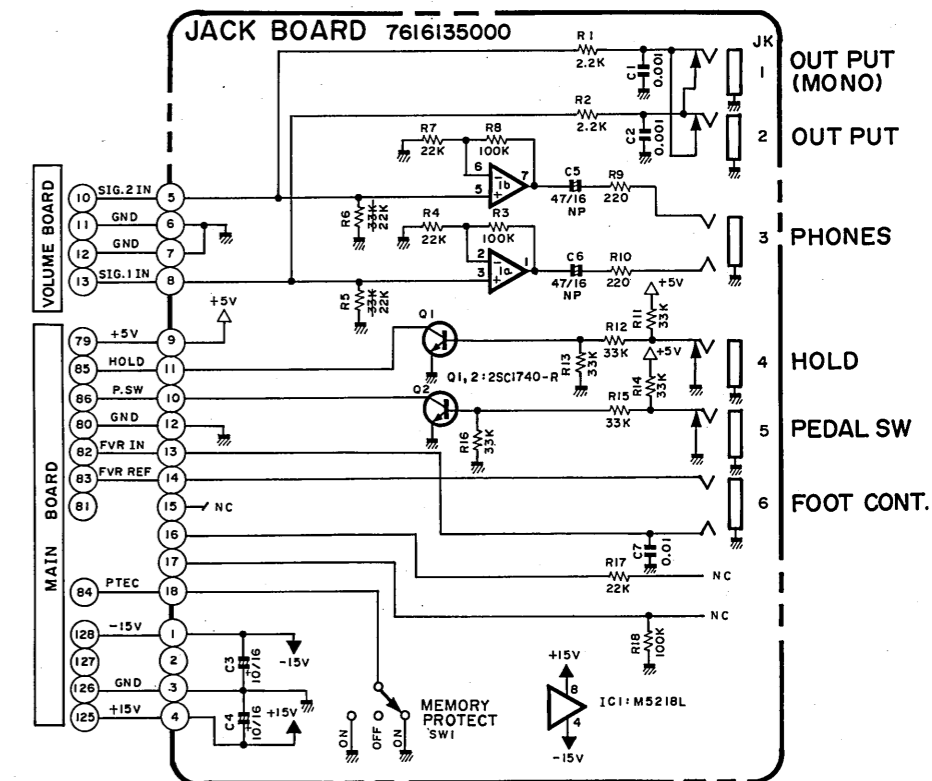 JACK BOARD 7616135000
JK
R1
2.2K
C1
0.001
1
OUT PUT
(MONO)
R2
2.2K
C2
0.001
2
OUT PUT
R7
22K
R8
100K
6
7
5
1b
C5
47/16
NP
R9
220
R6
33K
22K
R4
22K
R3
100K
2
1
3
1a
C6
47/16
NP
R10
220
3
PHONES
R5
33K
22K
VOLUME BOARD
10 SIG.2 IN 5
11 GND 6
12 GND 7
13 SIG.1 IN 8
+5V
MAIN BOARD
79 +5V 9
85 HOLD 11
86 P.SW 10
80 GND 12
82 FVR IN 13
83 FVR REF 14
81 15 NC
16
17
84 PTEC 18
128 -15V 1
127 2
126 GND 3
125 +15V 4
Q1
Q1,2:2SC1740-R
Q2
+5V
R11
33K
R12
33K
R13
33K
4
HOLD
+5V
R14
33K
R15
33K
R16
33K
5
PEDAL SW
6
FOOT CONT.
C7
0.01
R17
22K
NC
NC
R18
100K
C3
10/16
+
-15V
C4
10/16
+
+15V
ON
OFF
ON
MEMORY
PROTECT
SW1
+15V
8
4
-15V
IC1:M5218L